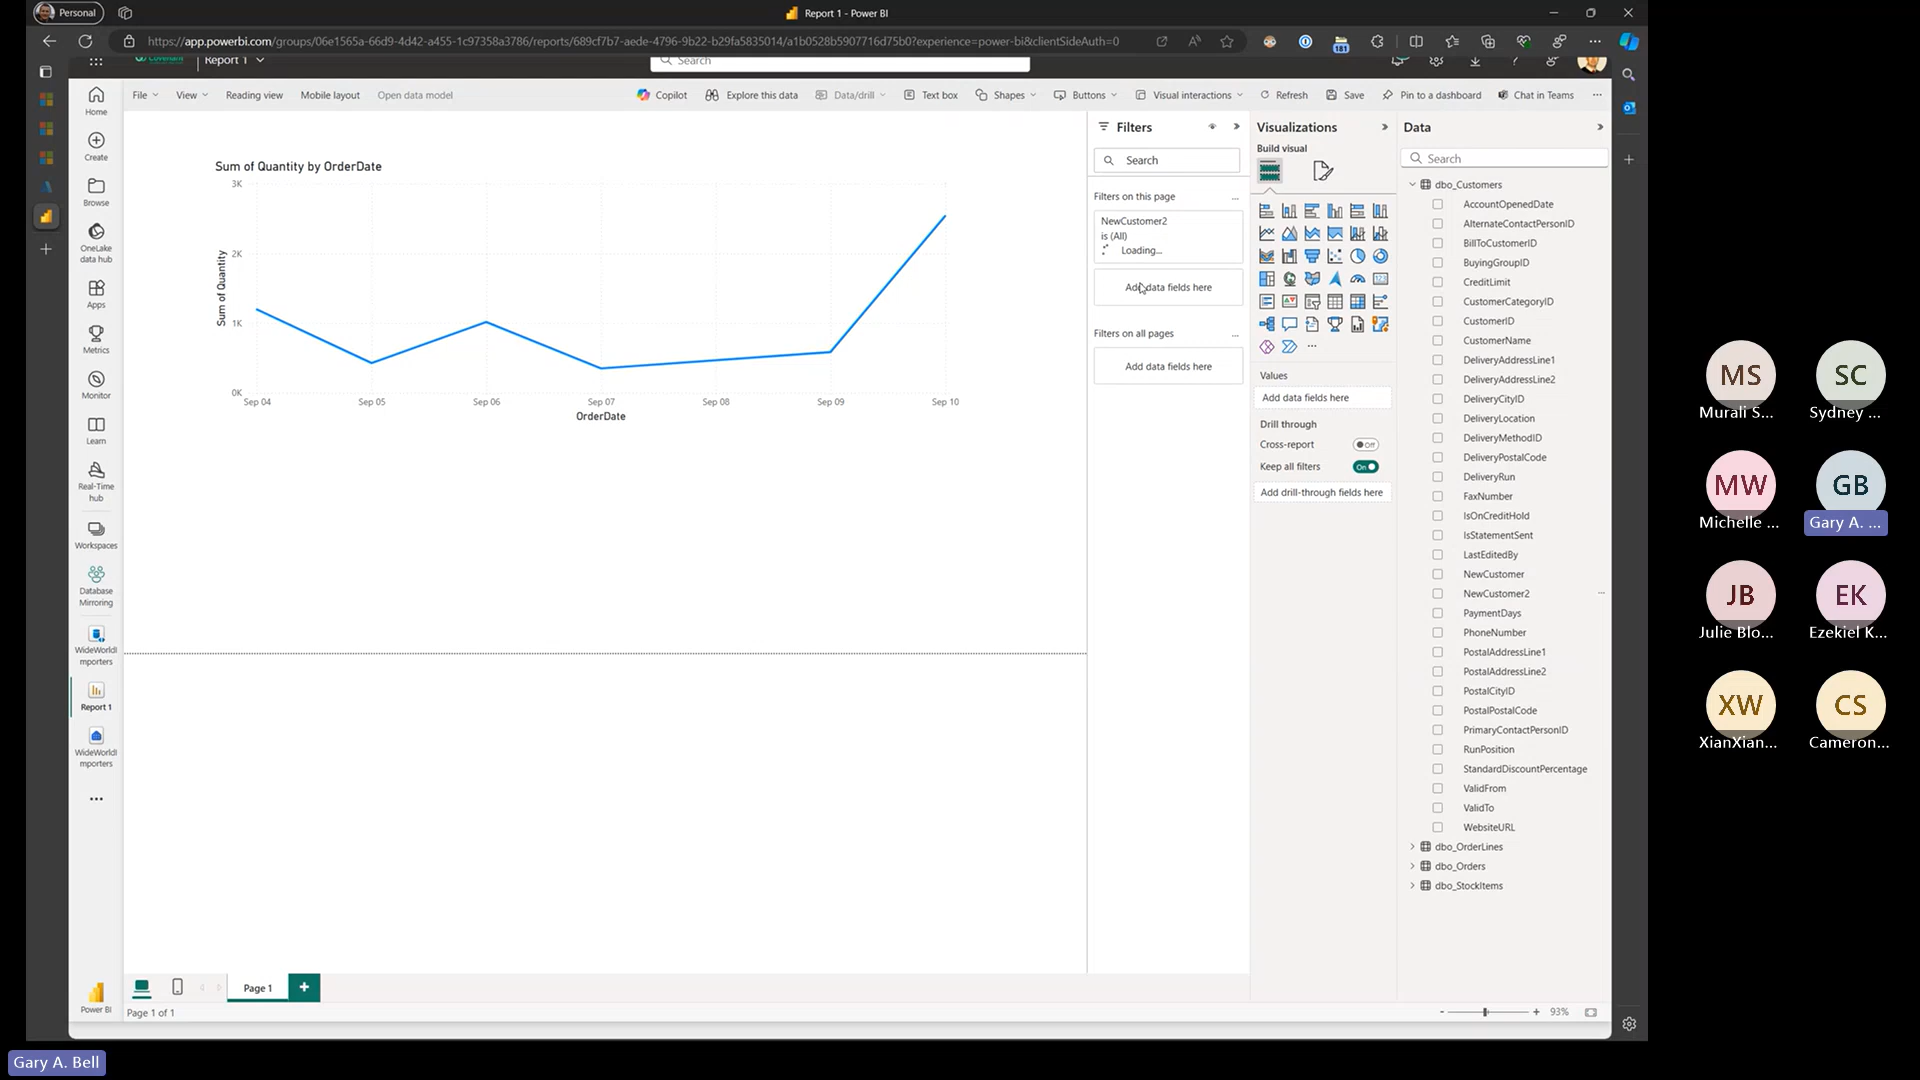 Personal
Report 1 - Power BI
https://app.powerbi.com/groups/06e1565a-66d9-4d42-a455-1c97358a3786/reports/689cf7b7-aede-4796-9b22-b29fa5835014/a1b0528b5907716d75b0?experience=power-bi&clientSideAuth=0
181
Report 1
Search
File
View
Reading view
Mobile layout
Open data model
Copilot
Explore this data
Data/drill
Text box
Shapes
Buttons
Visual interactions
Refresh
Save
Pin to a dashboard
Chat in Teams
Home
Create
Browse
OneLake
data hub
Apps
Metrics
Monitor
Learn
Real-Time
hub
Workspaces
Database
Mirroring
WideWorldI
mporters
Report 1
WideWorldI
mporters
Power BI
Sum of Quantity by OrderDate
Sum of Quantity
3K
2K
1K
0K
Sep 04
Sep 05
Sep 06
Sep 07
Sep 08
Sep 09
Sep 10
OrderDate
Filters
Search
Filters on this page
NewCustomer2
is (All)
Loading...
Add data fields here
Filters on all pages
Add data fields here
Visualizations
Build visual
Values
Add data fields here
Drill through
Cross-report
Off
Keep all filters
On
Add drill-through fields here
Data
Search
dbo_Customers
AccountOpenedDate
AlternateContactPersonID
BillToCustomerID
BuyingGroupID
CreditLimit
CustomerCategoryID
CustomerID
CustomerName
DeliveryAddressLine1
DeliveryAddressLine2
DeliveryCityID
DeliveryLocation
DeliveryMethodID
DeliveryPostalCode
DeliveryRun
FaxNumber
IsOnCreditHold
IsStatementSent
LastEditedBy
NewCustomer
NewCustomer2
PaymentDays
PhoneNumber
PostalAddressLine1
PostalAddressLine2
PostalCityID
PostalPostalCode
PrimaryContactPersonID
RunPosition
StandardDiscountPercentage
ValidFrom
ValidTo
WebsiteURL
dbo_OrderLines
dbo_Orders
dbo_StockItems
Page 1
Page 1 of 1
93%
MS
Murali S...
SC
Sydney ...
MW
Michelle ...
GB
Gary A. ...
JB
Julie Blo...
EK
Ezekiel K...
XW
XianXian...
CS
Cameron...
Gary A. Bell